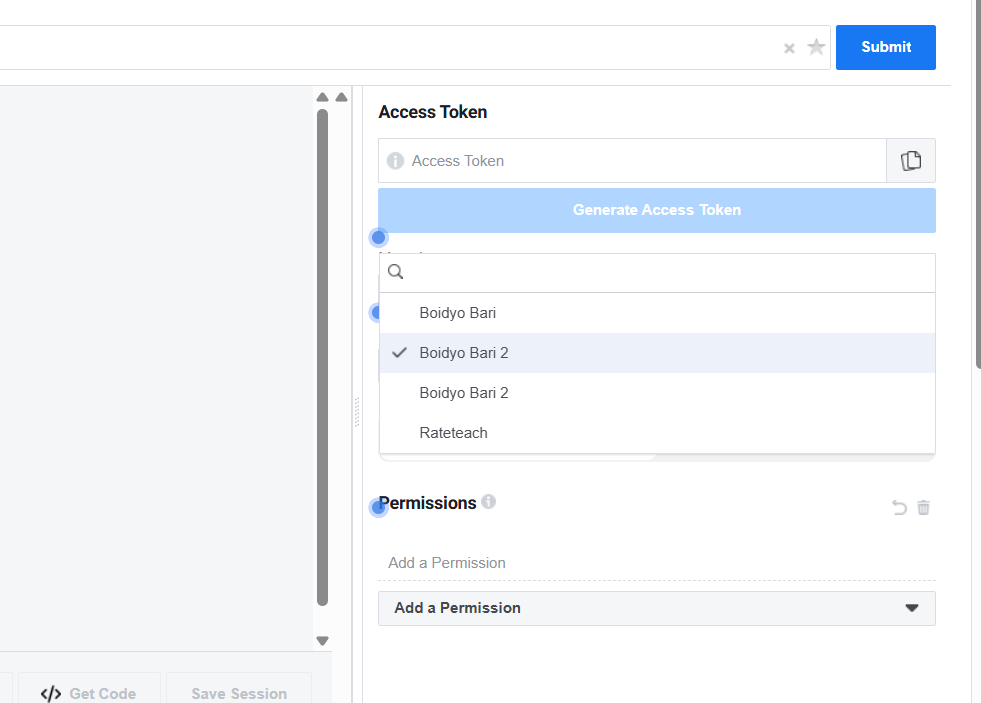 Submit
Access Token
Access Token
Generate Access Token
Boidyo Bari
Boidyo Bari 2
Boidyo Bari 2
Rateteach
Permissions
Add a Permission
Add a Permission
</> Get Code
Save Session